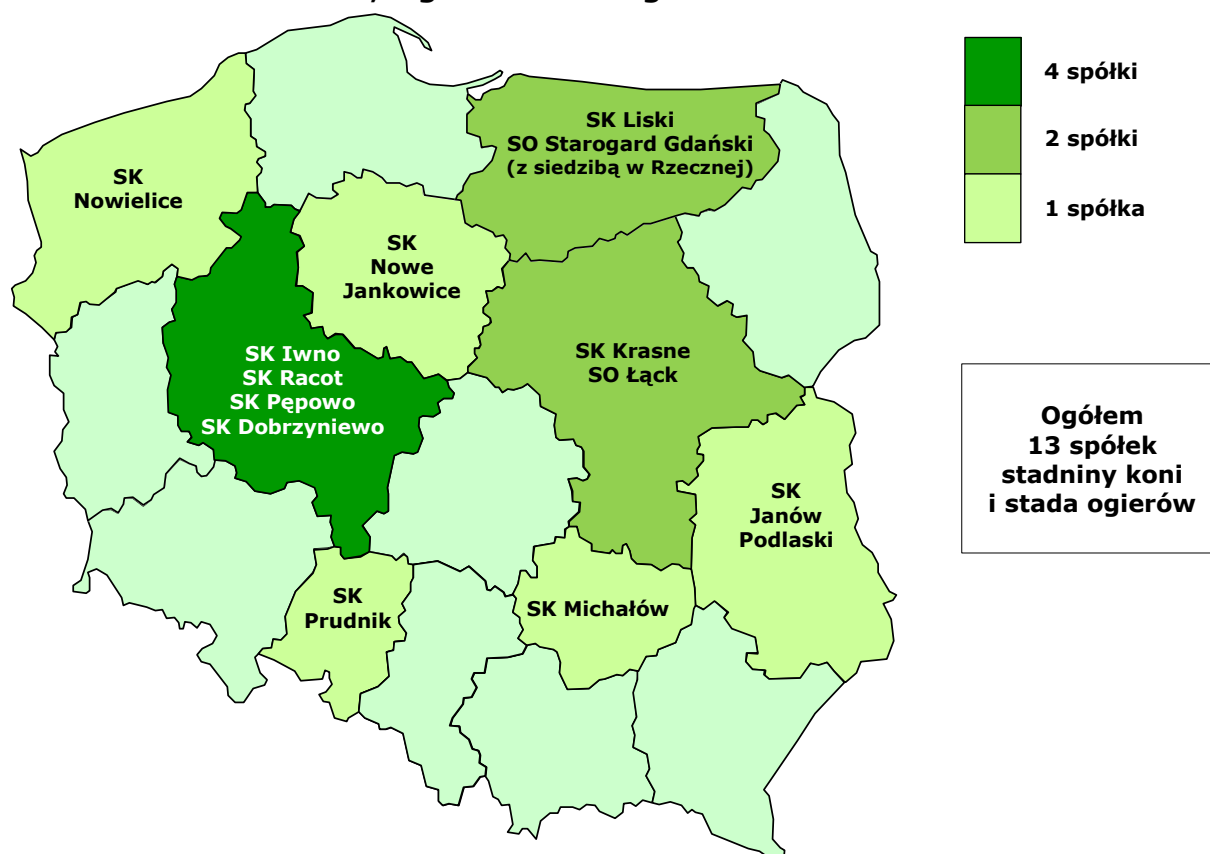 SK Liski
SO Starogard Gdański
(z siedzibą w Rzecznej)
SK
Nowielice
SK
Nowe
Jankowice
SK Iwno
SK Racot
SK Pępowo
SK Dobrzyniewo
SK Krasne
SO Łąck
SK
Janów
Podlaski
SK
Prudnik
SK Michałów
4 spółki
2 spółki
1 spółka
Ogółem
13 spółek
stadniny koni
i stada ogierów